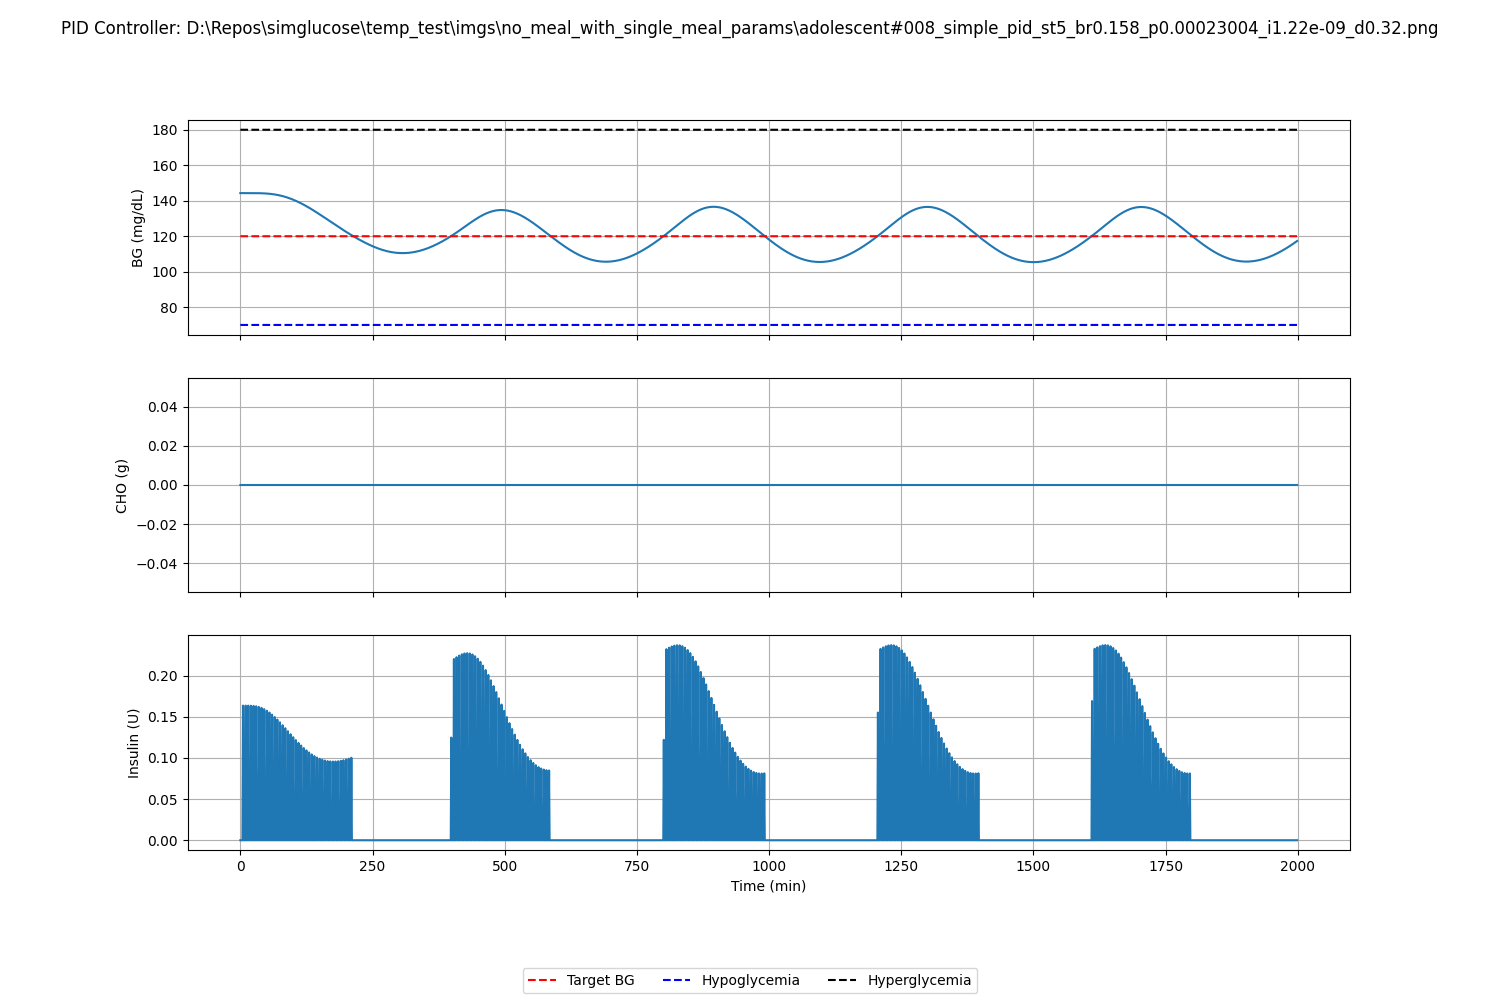 PID Controller: D:\Repos\simglucose\temp_test\imgs\no_meal_with_single_meal_params\adolescent#008_simple_pid_st5_br0.158_p0.00023004_i1.22e-09_d0.32.png
180
160
140
120
100
80
BG (mg/dL)
0.04
0.02
0.00
−0.02
−0.04
CHO (g)
0.20
0.15
0.10
0.05
0.00
Insulin (U)
0 250 500 750 1000 1250 1500 1750 2000
Time (min)
Target BG Hypoglycemia Hyperglycemia